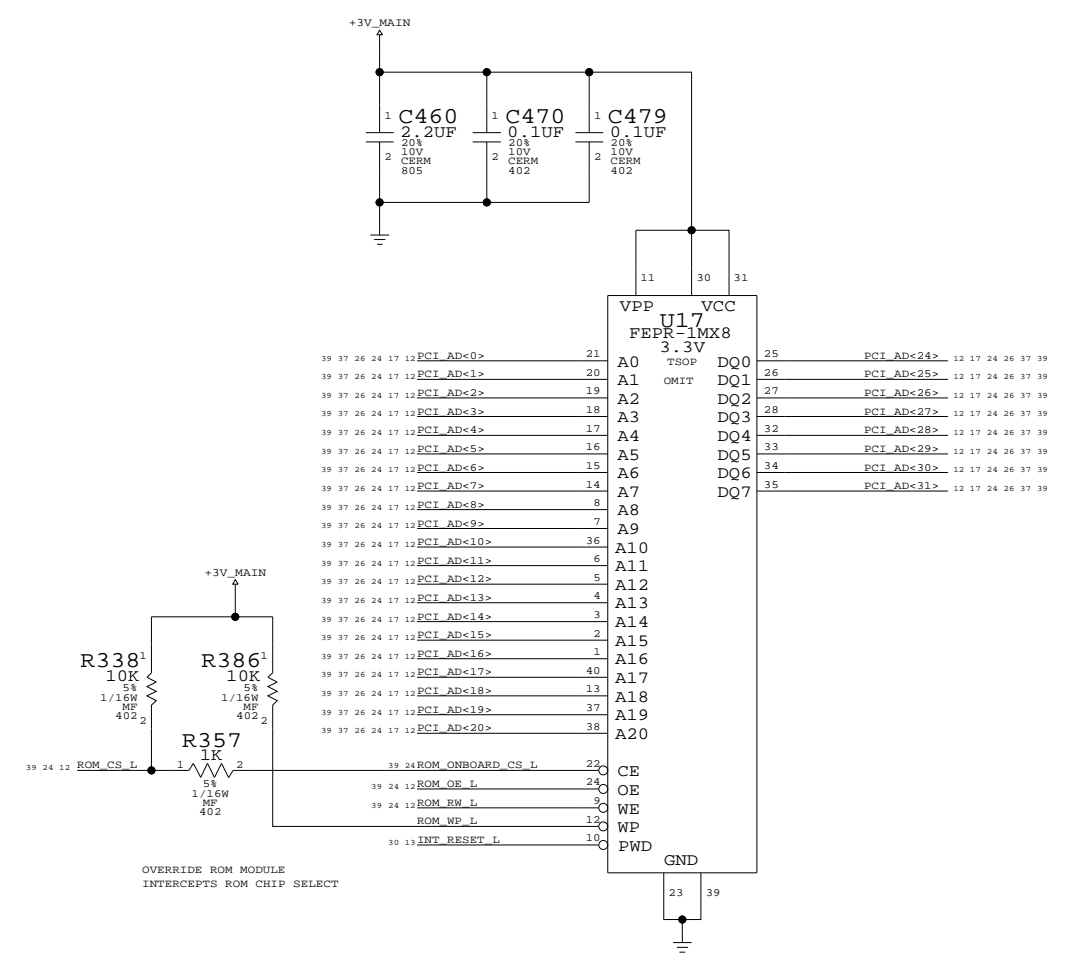 +3V_MAIN
1 C460
2.2UF
20%
10V
CERM
805
2
1 C470
0.1UF
20%
10V
CERM
402
2
1 C479
0.1UF
20%
10V
CERM
402
2
11 30 31
VPP VCC
U17
FEPR-1MX8
3.3V
TSOP
OMIT
39 37 26 24 17 12 PCI_AD<0> 21 A0 DQ0 25 PCI_AD<24> 12 17 24 26 37 39
39 37 26 24 17 12 PCI_AD<1> 20 A1 DQ1 26 PCI_AD<25> 12 17 24 26 37 39
39 37 26 24 17 12 PCI_AD<2> 19 A2 DQ2 27 PCI_AD<26> 12 17 24 26 37 39
39 37 26 24 17 12 PCI_AD<3> 18 A3 DQ3 28 PCI_AD<27> 12 17 24 26 37 39
39 37 26 24 17 12 PCI_AD<4> 17 A4 DQ4 32 PCI_AD<28> 12 17 24 26 37 39
39 37 26 24 17 12 PCI_AD<5> 16 A5 DQ5 33 PCI_AD<29> 12 17 24 26 37 39
39 37 26 24 17 12 PCI_AD<6> 15 A6 DQ6 34 PCI_AD<30> 12 17 24 26 37 39
39 37 26 24 17 12 PCI_AD<7> 14 A7 DQ7 35 PCI_AD<31> 12 17 24 26 37 39
39 37 26 24 17 12 PCI_AD<8> 8 A8
39 37 26 24 17 12 PCI_AD<9> 7 A9
39 37 26 24 17 12 PCI_AD<10> 36 A10
39 37 26 24 17 12 PCI_AD<11> 6 A11
39 37 26 24 17 12 PCI_AD<12> 5 A12
39 37 26 24 17 12 PCI_AD<13> 4 A13
39 37 26 24 17 12 PCI_AD<14> 3 A14
39 37 26 24 17 12 PCI_AD<15> 2 A15
39 37 26 24 17 12 PCI_AD<16> 1 A16
39 37 26 24 17 12 PCI_AD<17> 40 A17
39 37 26 24 17 12 PCI_AD<18> 13 A18
39 37 26 24 17 12 PCI_AD<19> 37 A19
39 37 26 24 17 12 PCI_AD<20> 38 A20
+3V_MAIN
R338 1
10K
5%
1/16W
MF
402 2
R386 1
10K
5%
1/16W
MF
402 2
R357
1 1K 2
5%
1/16W
MF
402
39 24 12 ROM_CS_L
39 24 ROM_ONBOARD_CS_L 22 CE
39 24 12 ROM_OE_L 24 OE
39 24 12 ROM_RW_L 9 WE
ROM_WP_L 12 WP
30 13 INT_RESET_L 10 PWD
GND
23 39
OVERRIDE ROM MODULE
INTERCEPTS ROM CHIP SELECT